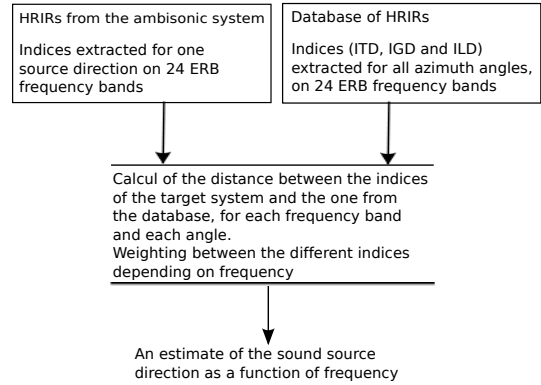 HRIRs from the ambisonic system
Indices extracted for one
source direction on 24 ERB
frequency bands
Database of HRIRs
Indices (ITD, IGD and ILD)
extracted for all azimuth angles,
on 24 ERB frequency bands
Calcul of the distance between the indices
of the target system and the one from
the database, for each frequency band
and each angle.
Weighting between the different indices
depending on frequency
An estimate of the sound source
direction as a function of frequency